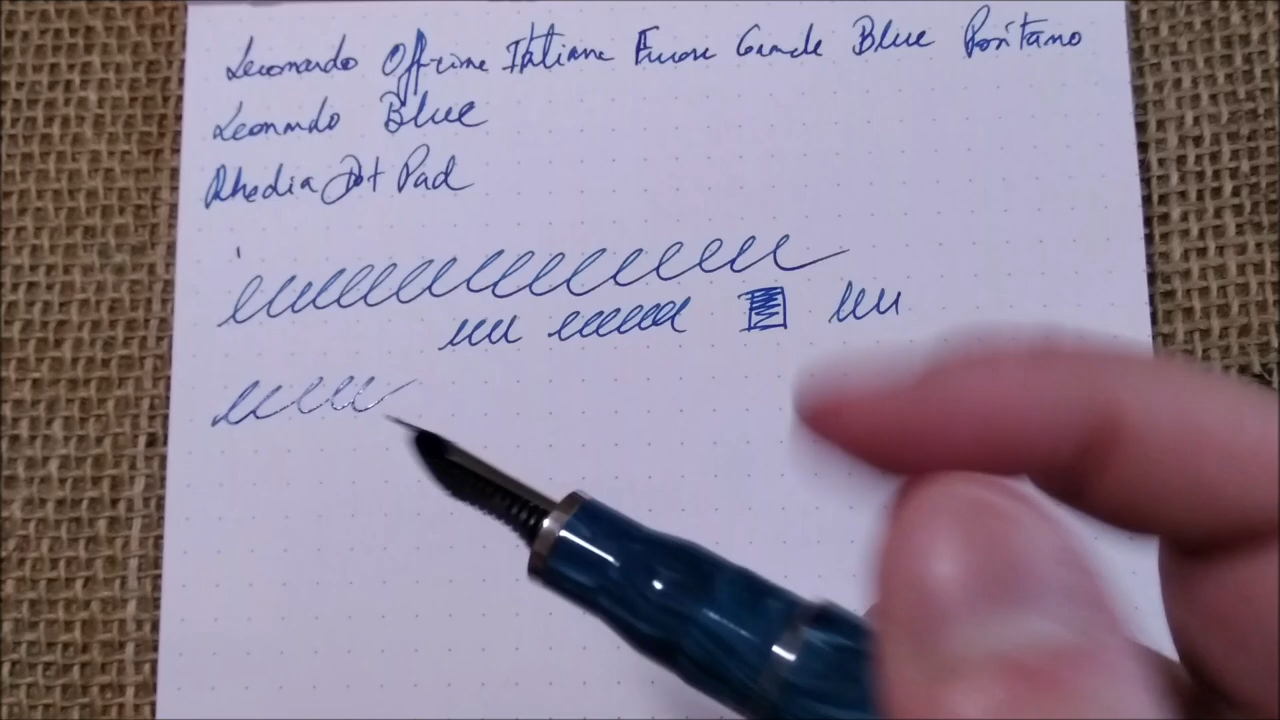 Leonardo Officina Italiana Furore Grande Blue Positano
Leonardo Blue
Rhodia Dot Pad